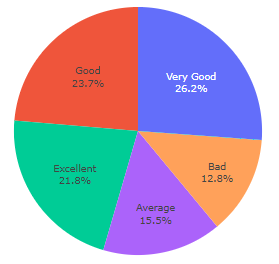 Good
23.7%
Very Good
26.2%
Excellent
21.8%
Bad
12.8%
Average
15.5%